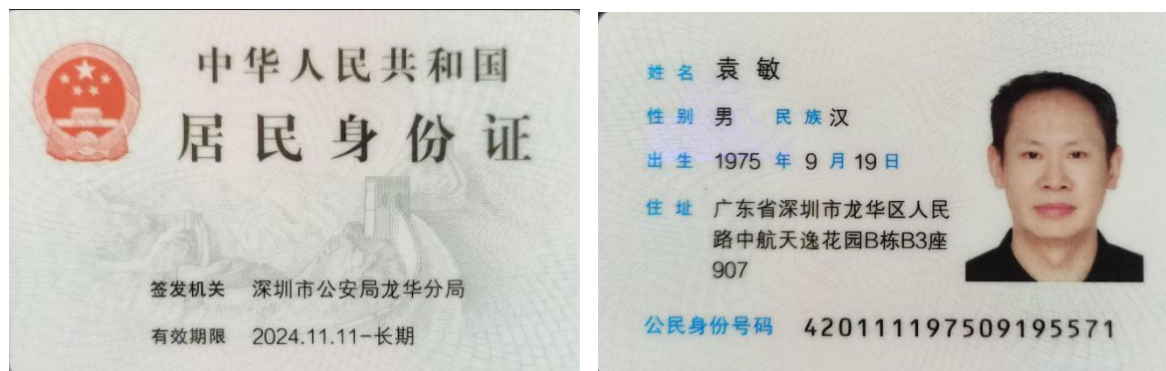 中华人民共和国
居民身份证
签发机关 深圳市公安局龙华分局
有效期限 2024.11.11-长期
姓名 袁敏
性别 男 民族 汉
出生 1975 年 9 月 19 日
住址 广东省深圳市龙华区人民
路中航天逸花园B栋B3座
907
公民身份号码 420111197509195571